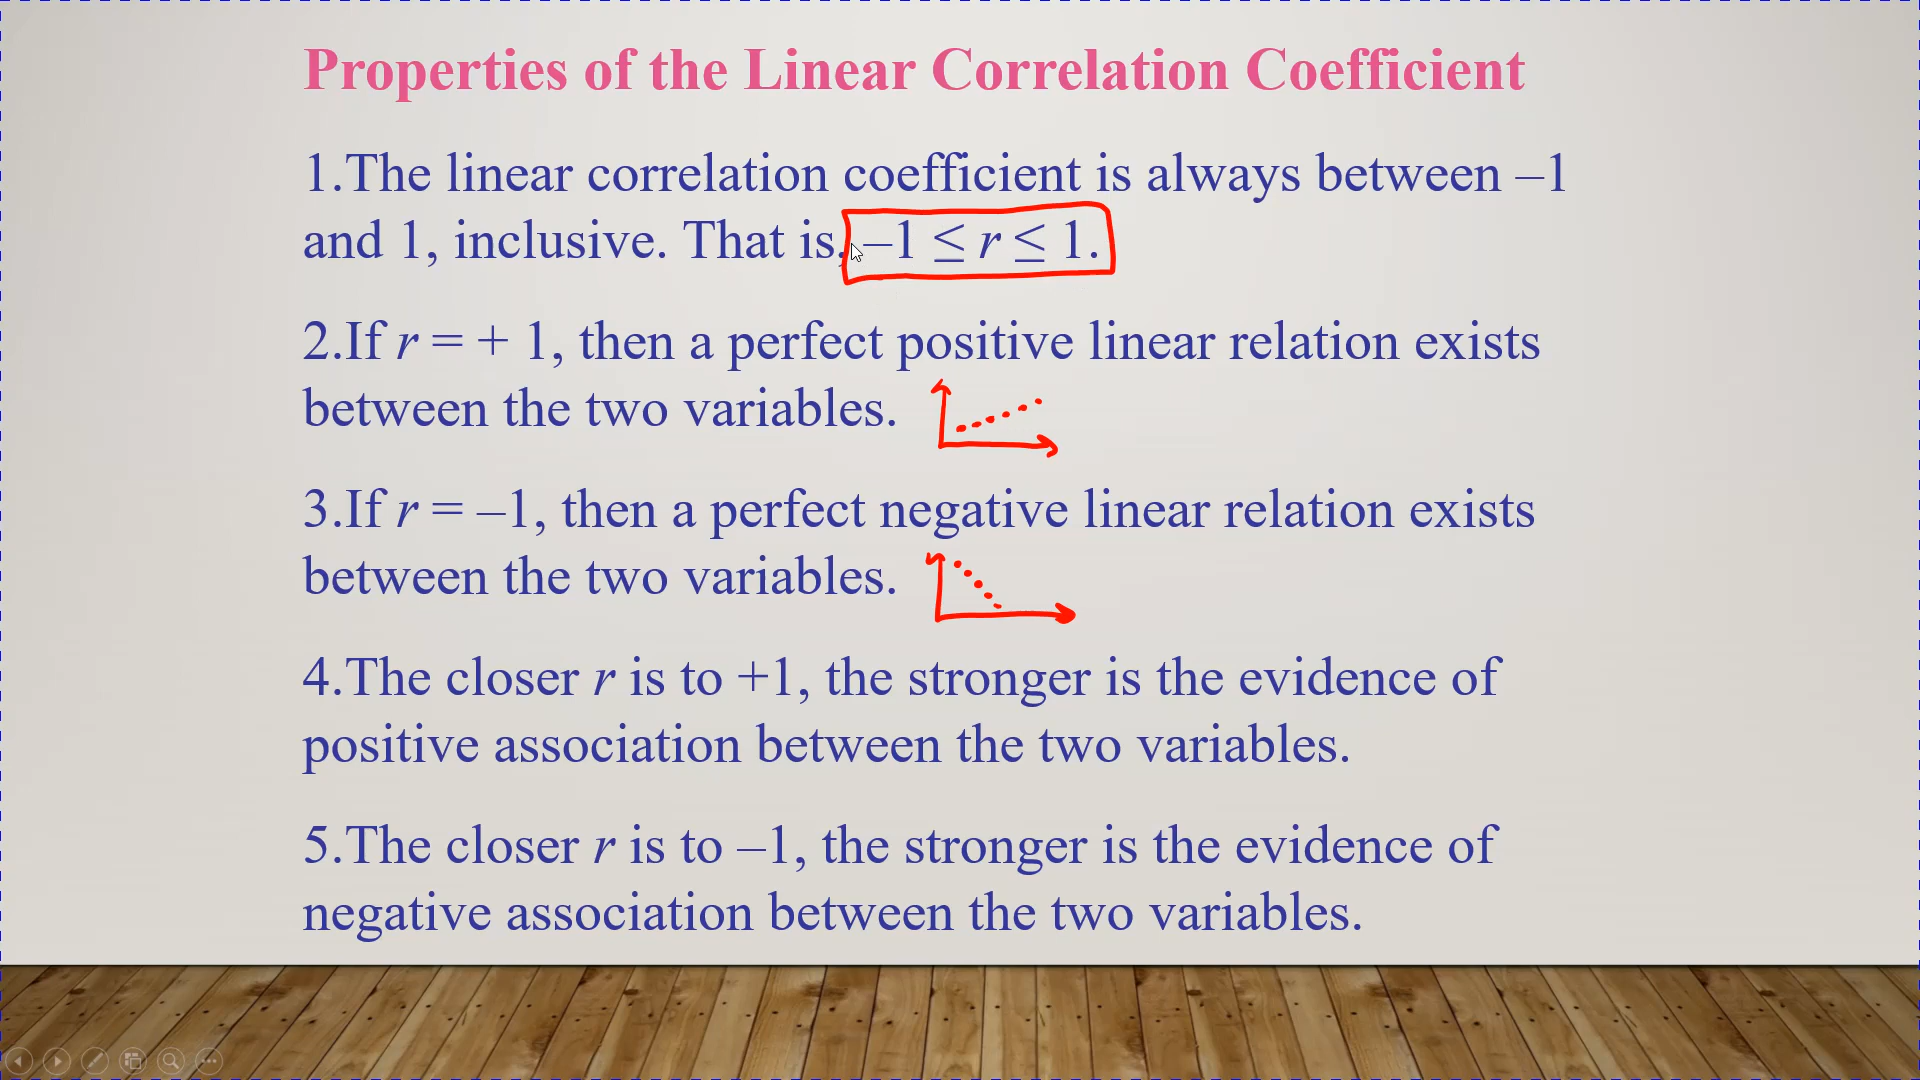 Properties of the Linear Correlation Coefficient
1.The linear correlation coefficient is always between –1
and 1, inclusive. That is, –1 ≤ r ≤ 1.
2.If r = + 1, then a perfect positive linear relation exists
between the two variables.
3.If r = –1, then a perfect negative linear relation exists
between the two variables.
4.The closer r is to +1, the stronger is the evidence of
positive association between the two variables.
5.The closer r is to –1, the stronger is the evidence of
negative association between the two variables.